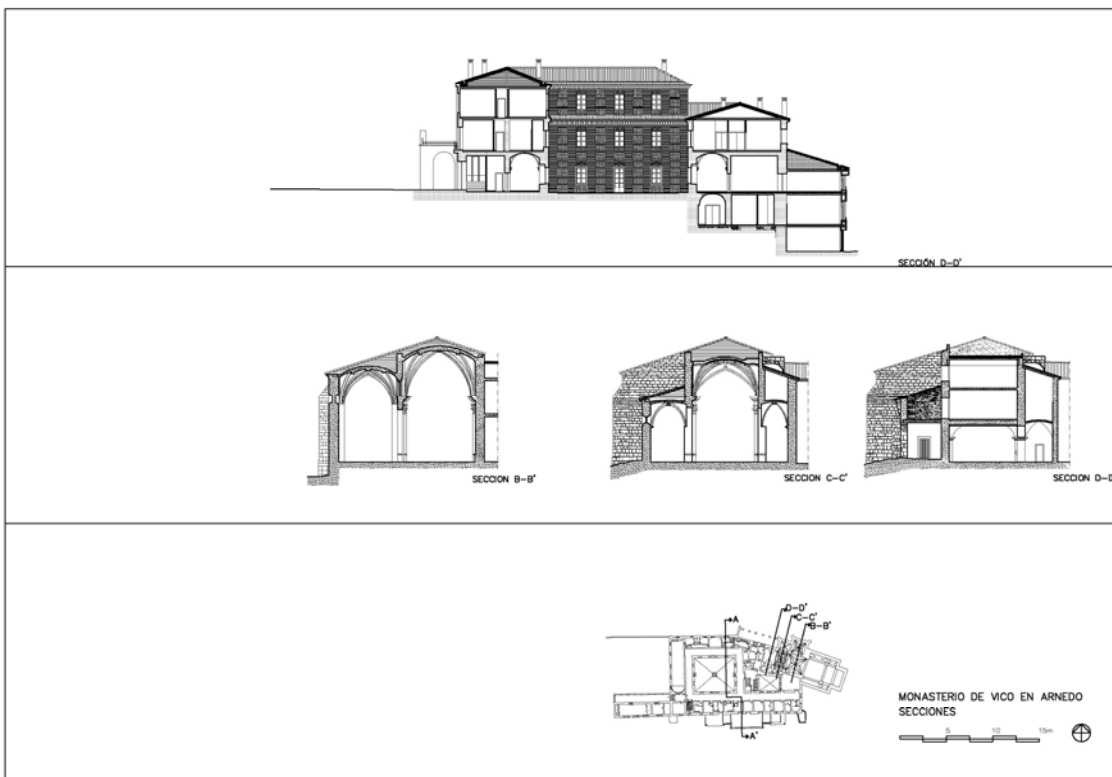 SECCIÓN D-D'
SECCION B-B'
SECCION C-C'
SECCION D-D
D-D'
C-C'
B-B'
A
A'
MONASTERIO DE VICO EN ARNEDO
SECCIONES
5 10 15m